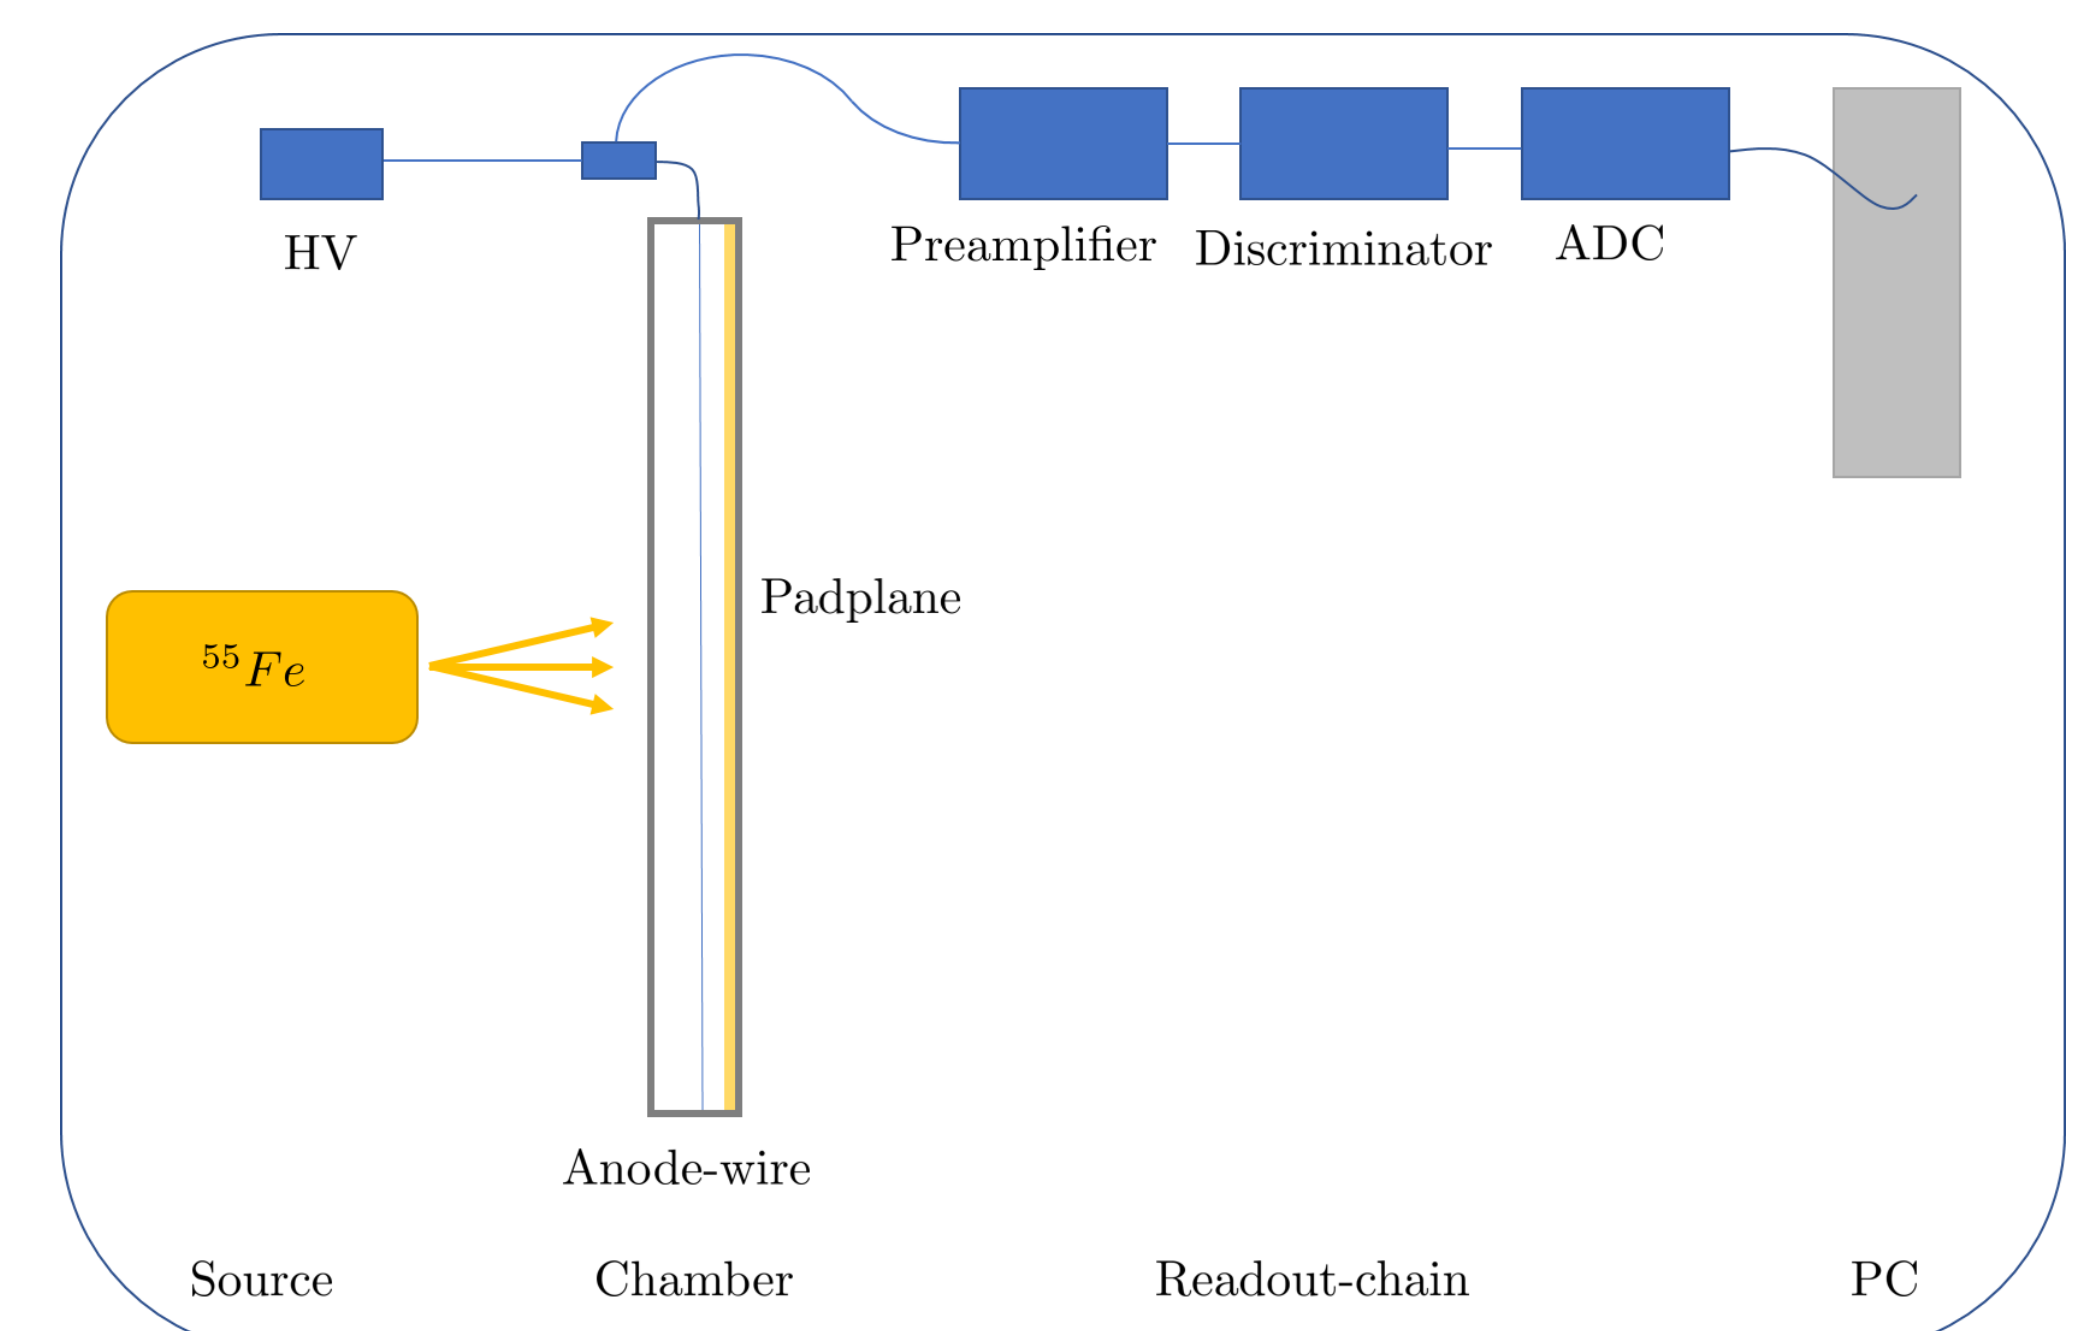 HV
Preamplifier
Discriminator
ADC
Padplane
⁵⁵Fe
Anode-wire
Source
Chamber
Readout-chain
PC